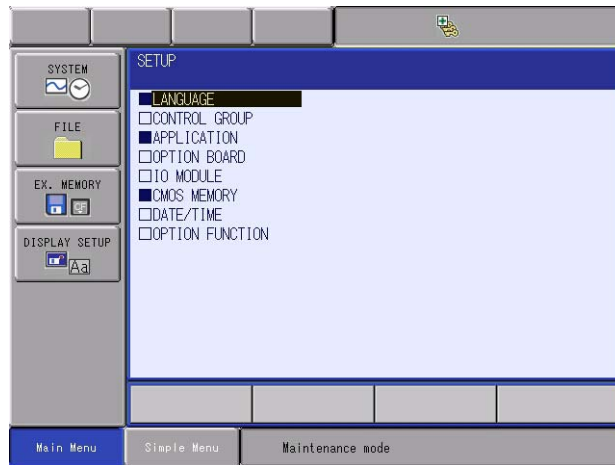 SYSTEM
FILE
EX. MEMORY
CF
DISPLAY SETUP
Aa
SETUP
LANGUAGE
CONTROL GROUP
APPLICATION
OPTION BOARD
IO MODULE
CMOS MEMORY
DATE/TIME
OPTION FUNCTION
Main Menu
Simple Menu
Maintenance mode